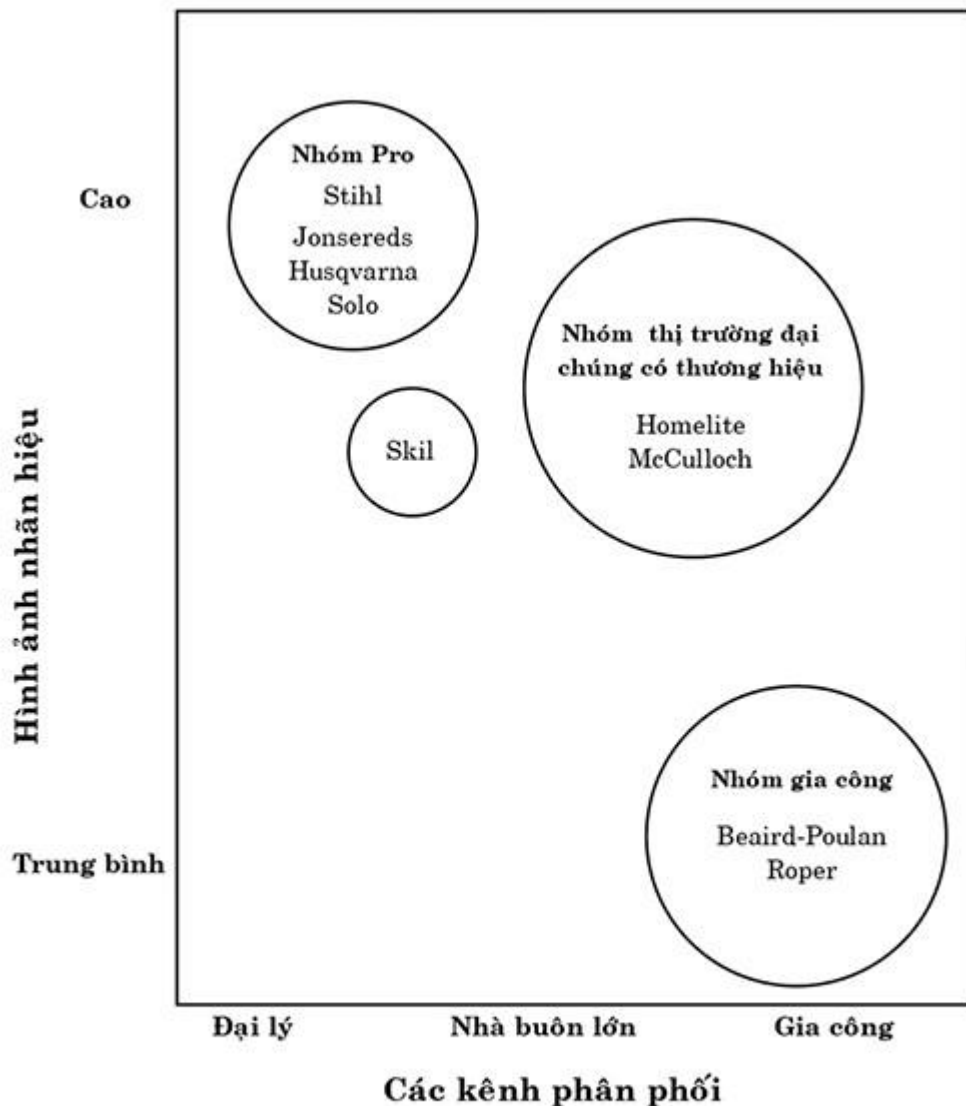 Nhóm Pro
Stihl
Jonsereds
Husqvarna
Solo
Cao
Nhóm thị trường đại
chúng có thương hiệu
Homelite
McCulloch
Skil
Hình ảnh nhãn hiệu
Nhóm gia công
Beaird-Poulan
Roper
Trung bình
Đại lý
Nhà buôn lớn
Gia công
Các kênh phân phối